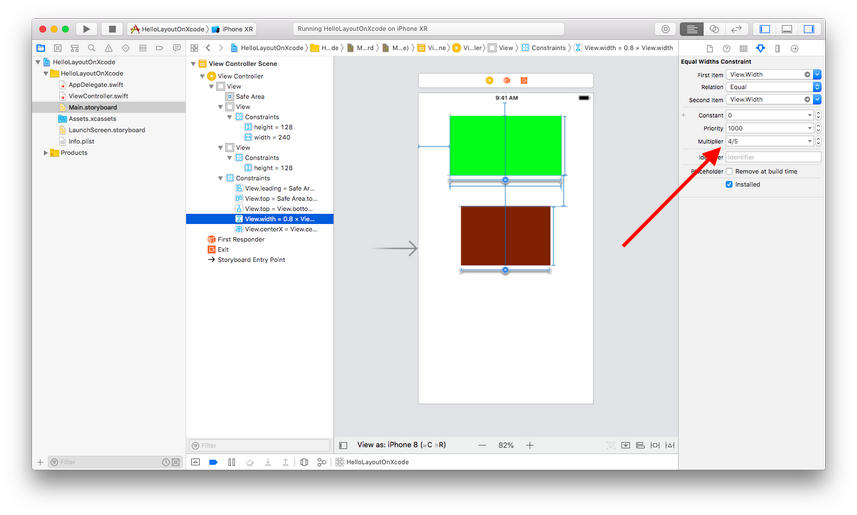 HelloLayoutOnXcode
iPhone XR
Running HelloLayoutOnXcode on iPhone XR
HelloLayoutOnXcode
H...de
M...rd
M...e)
Vi...ne
Vi...ler
View
Constraints
View.width = 0.8 × View.width
HelloLayoutOnXcode
HelloLayoutOnXcode
AppDelegate.swift
ViewController.swift
Main.storyboard
Assets.xcassets
LaunchScreen.storyboard
Info.plist
Products
View Controller Scene
View Controller
View
Safe Area
View
Constraints
height = 128
width = 240
View
Constraints
height = 128
Constraints
View.leading = Safe Ar...
View.top = Safe Area.to...
View.top = View.botto...
View.width = 0.8 × Vie...
View.centerX = View.ce...
First Responder
Exit
Storyboard Entry Point
9:41 AM
Equal Widths Constraint
First Item View.Width
Relation Equal
Second Item View.Width
Constant 0
Priority 1000
Multiplier 4/5
Identifier
Remove at build time
Installed
Filter
Filter
View as: iPhone 8 (wC hR)
82%
HelloLayoutOnXcode